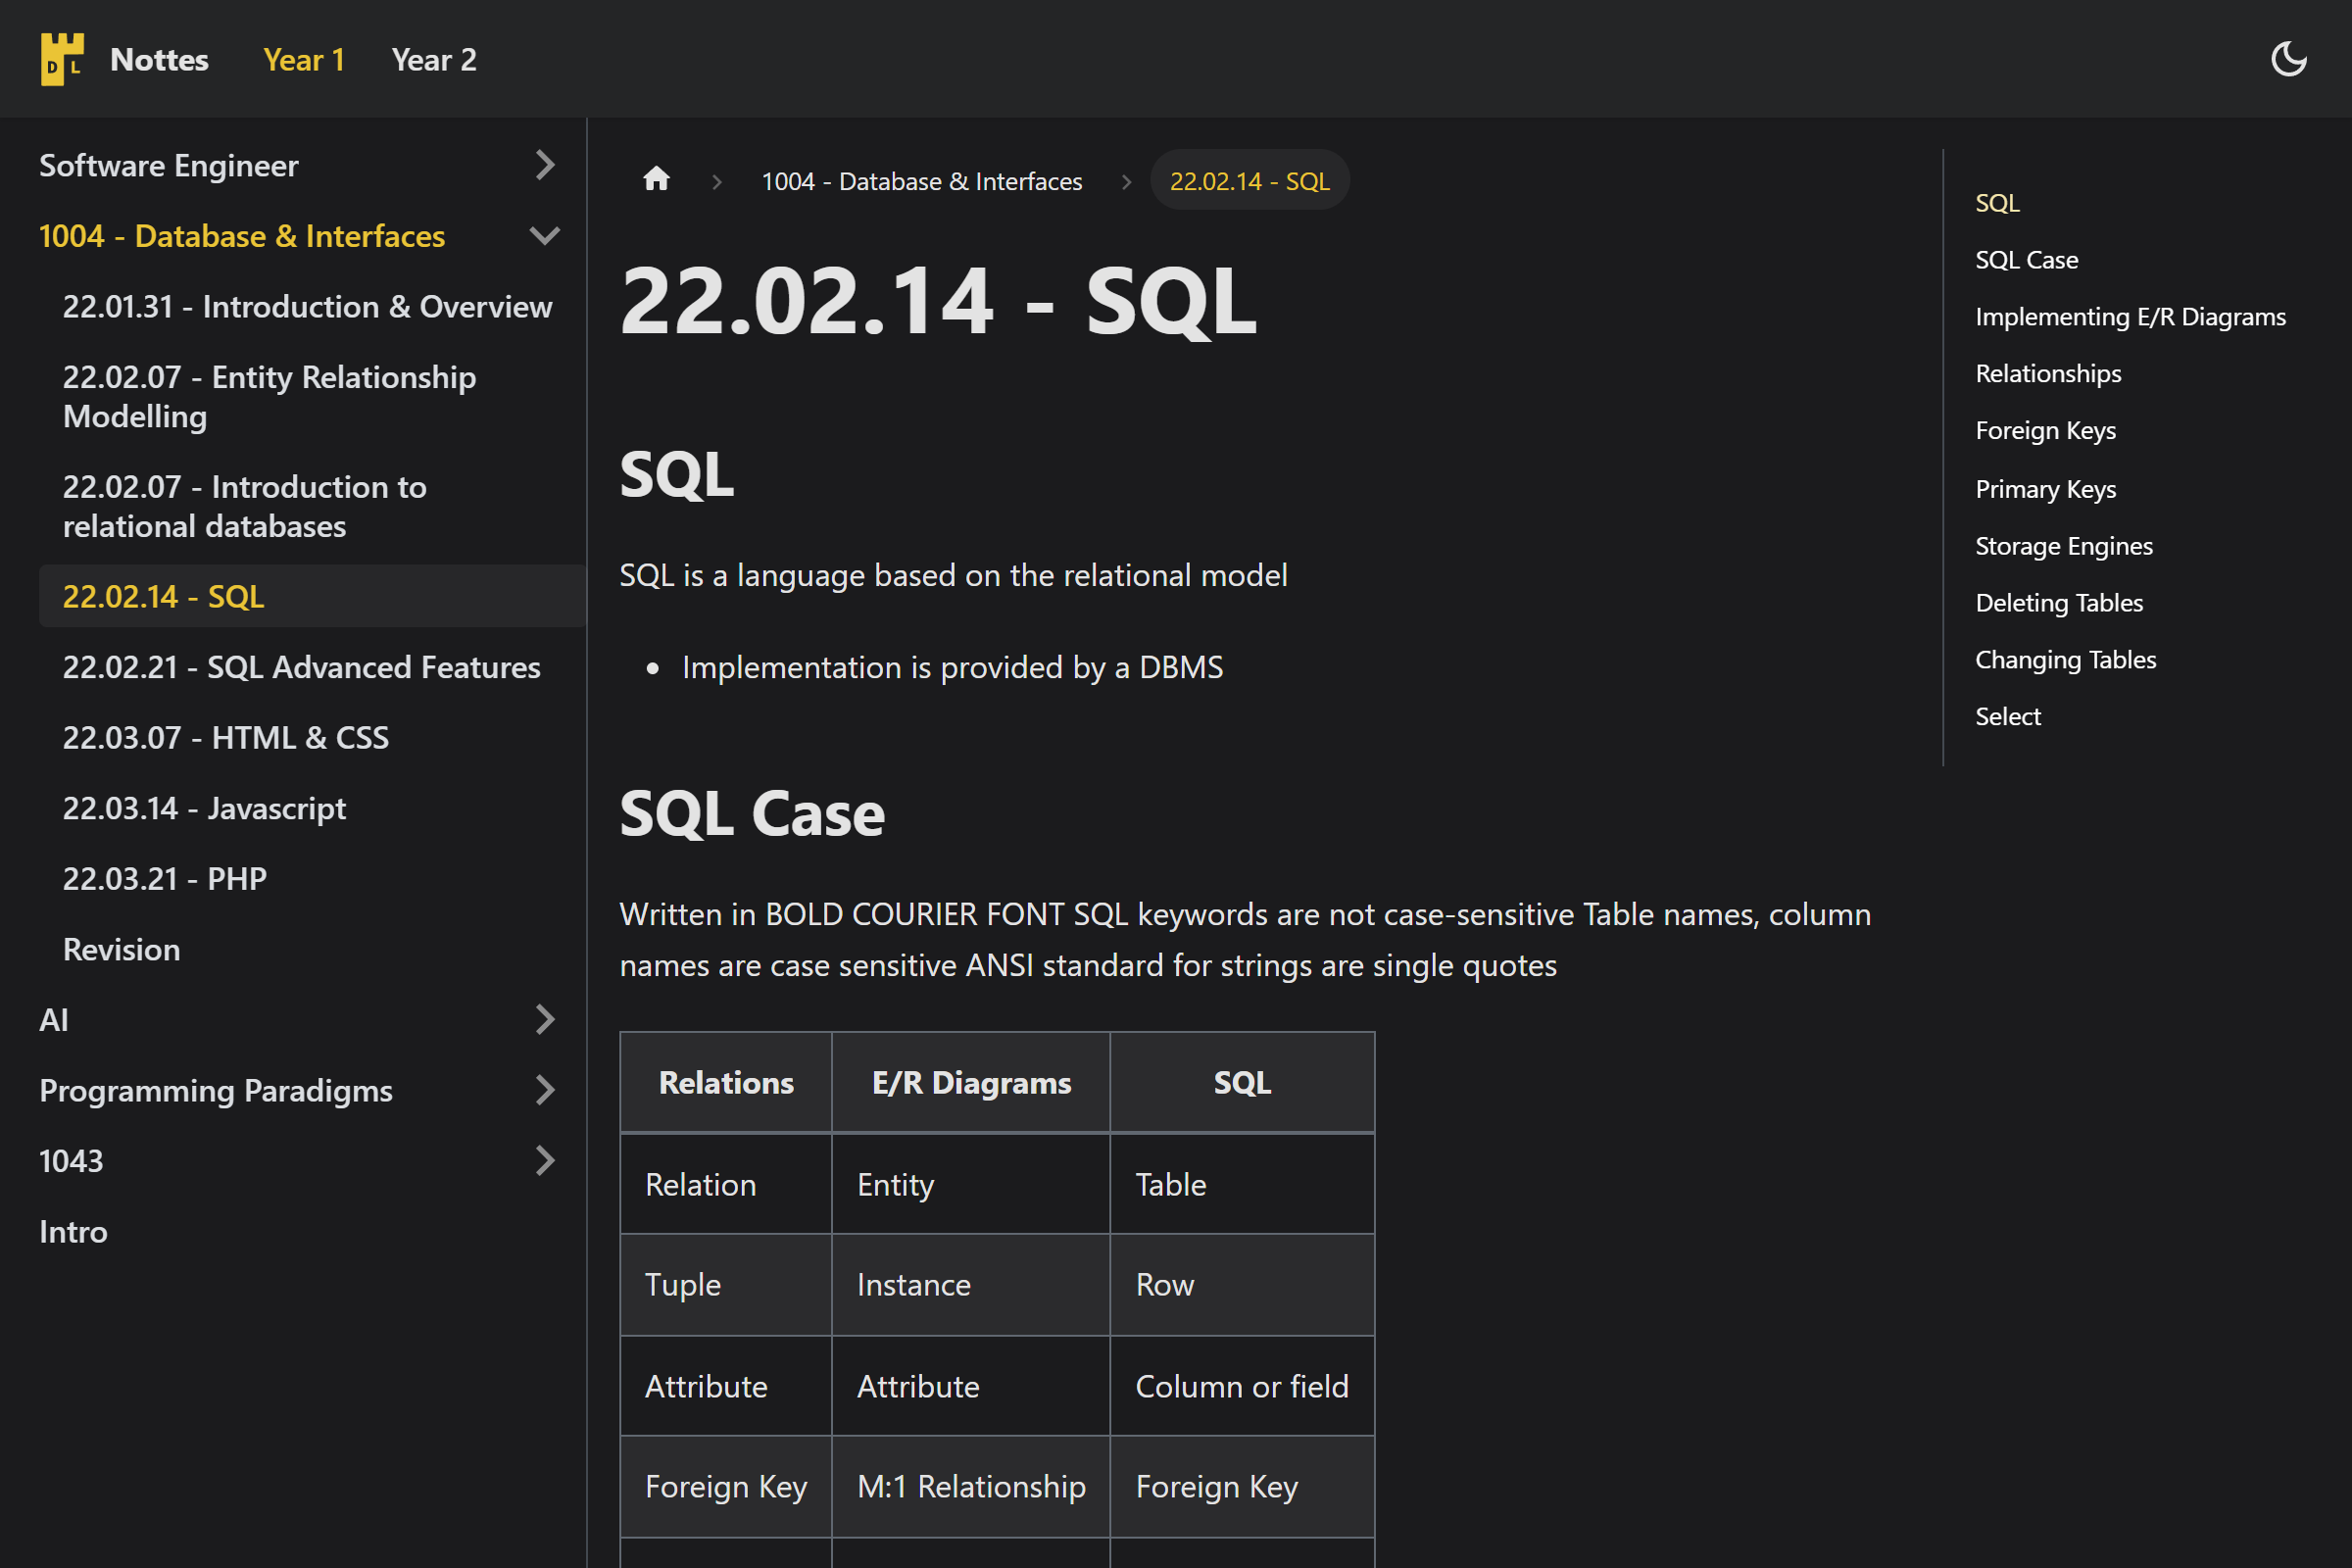 D L
Nottes
Year 1
Year 2
Software Engineer
1004 - Database & Interfaces
22.01.31 - Introduction & Overview
22.02.07 - Entity Relationship
Modelling
22.02.07 - Introduction to
relational databases
22.02.14 - SQL
22.02.21 - SQL Advanced Features
22.03.07 - HTML & CSS
22.03.14 - Javascript
22.03.21 - PHP
Revision
AI
Programming Paradigms
1043
Intro
1004 - Database & Interfaces
22.02.14 - SQL
22.02.14 - SQL
SQL
SQL is a language based on the relational model
• Implementation is provided by a DBMS
SQL Case
Written in BOLD COURIER FONT SQL keywords are not case-sensitive Table names, column
names are case sensitive ANSI standard for strings are single quotes
Relations E/R Diagrams SQL
Relation Entity Table
Tuple Instance Row
Attribute Attribute Column or field
Foreign Key M:1 Relationship Foreign Key
SQL
SQL Case
Implementing E/R Diagrams
Relationships
Foreign Keys
Primary Keys
Storage Engines
Deleting Tables
Changing Tables
Select